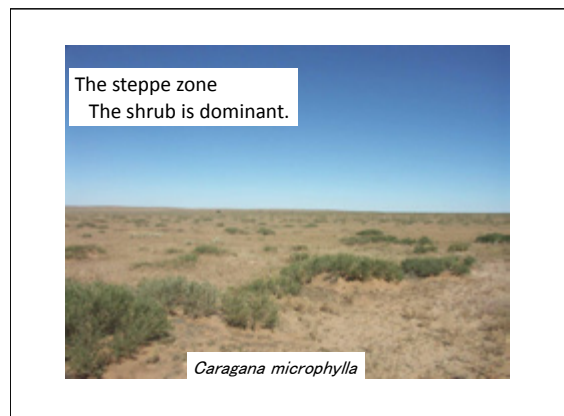 The steppe zone
The shrub is dominant.
Caragana microphylla